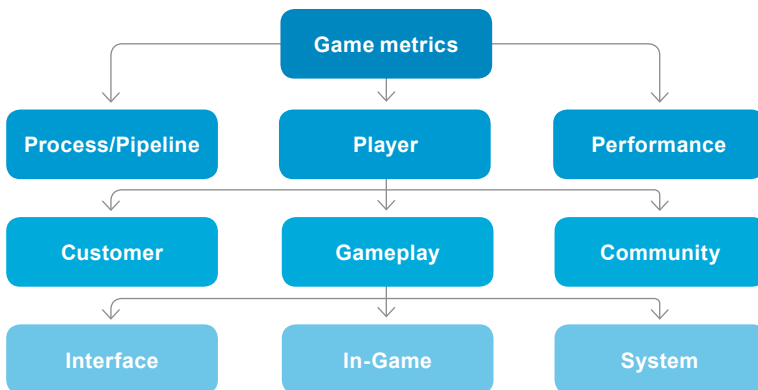 Game metrics
Process/Pipeline
Player
Performance
Customer
Gameplay
Community
Interface
In-Game
System